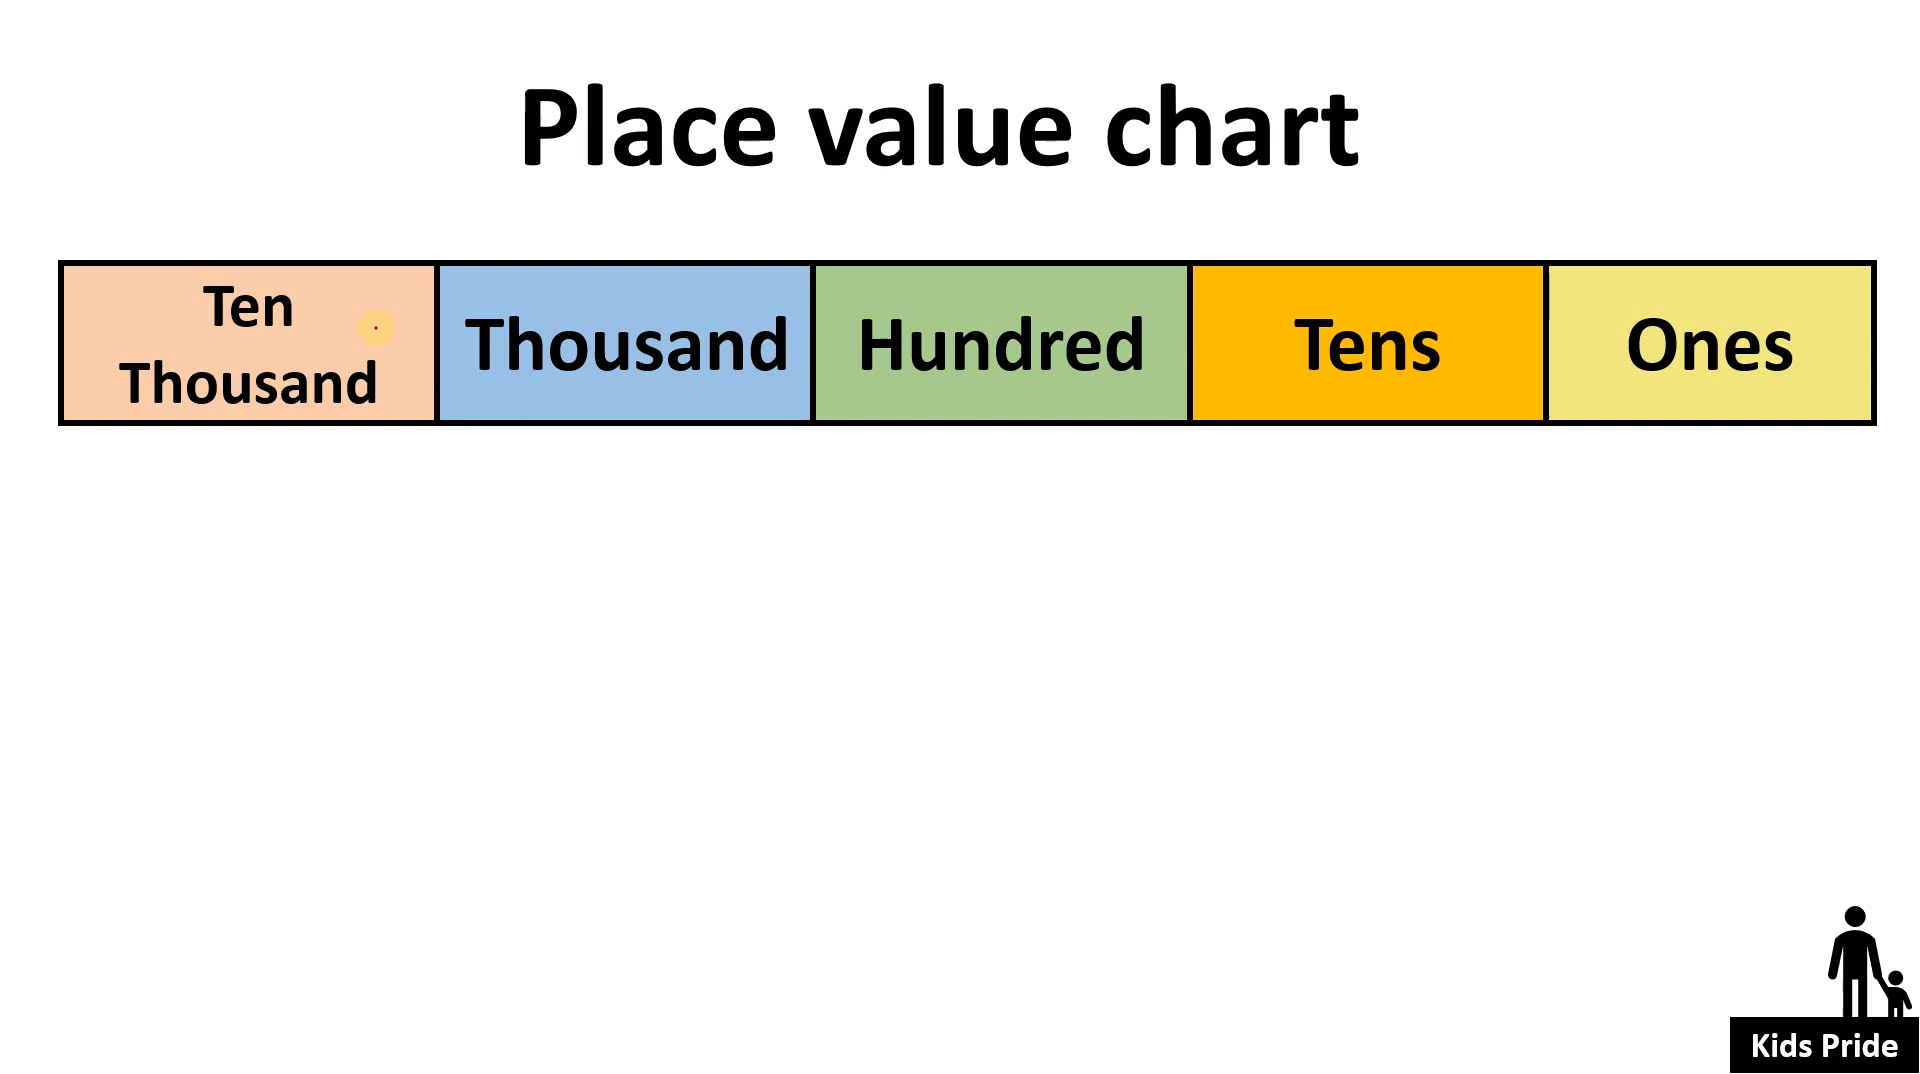 Place value chart
Ten
Thousand
Thousand
Hundred
Tens
Ones
Kids Pride